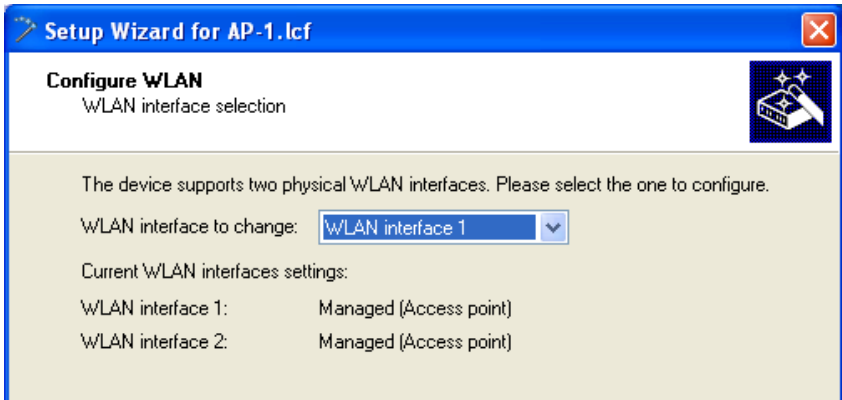 Setup Wizard for AP-1.lcf
Configure WLAN
WLAN interface selection
The device supports two physical WLAN interfaces. Please select the one to configure.
WLAN interface to change: WLAN interface 1
Current WLAN interfaces settings:
WLAN interface 1: Managed (Access point)
WLAN interface 2: Managed (Access point)